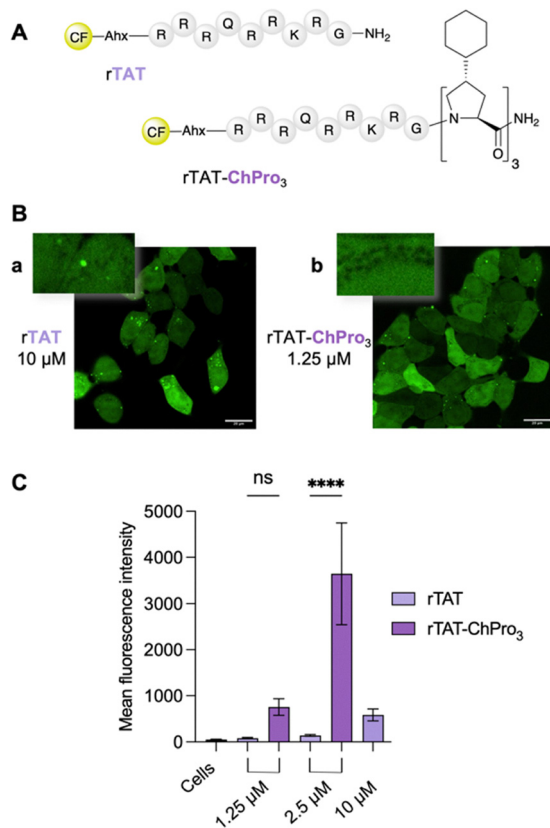 A
CF Ahx R R R Q R K R G NH2
rTAT
CF Ahx R R R Q R R K R G N NH2
O 3
rTAT-ChPro3
B
a b
rTAT
10 μM
rTAT-ChPro3
1.25 μM
C
ns ****
Mean fluorescence intensity
5000
4000
3000
2000
1000
0
rTAT
rTAT-ChPro3
Cells 1.25 μM 2.5 μM 10 μM